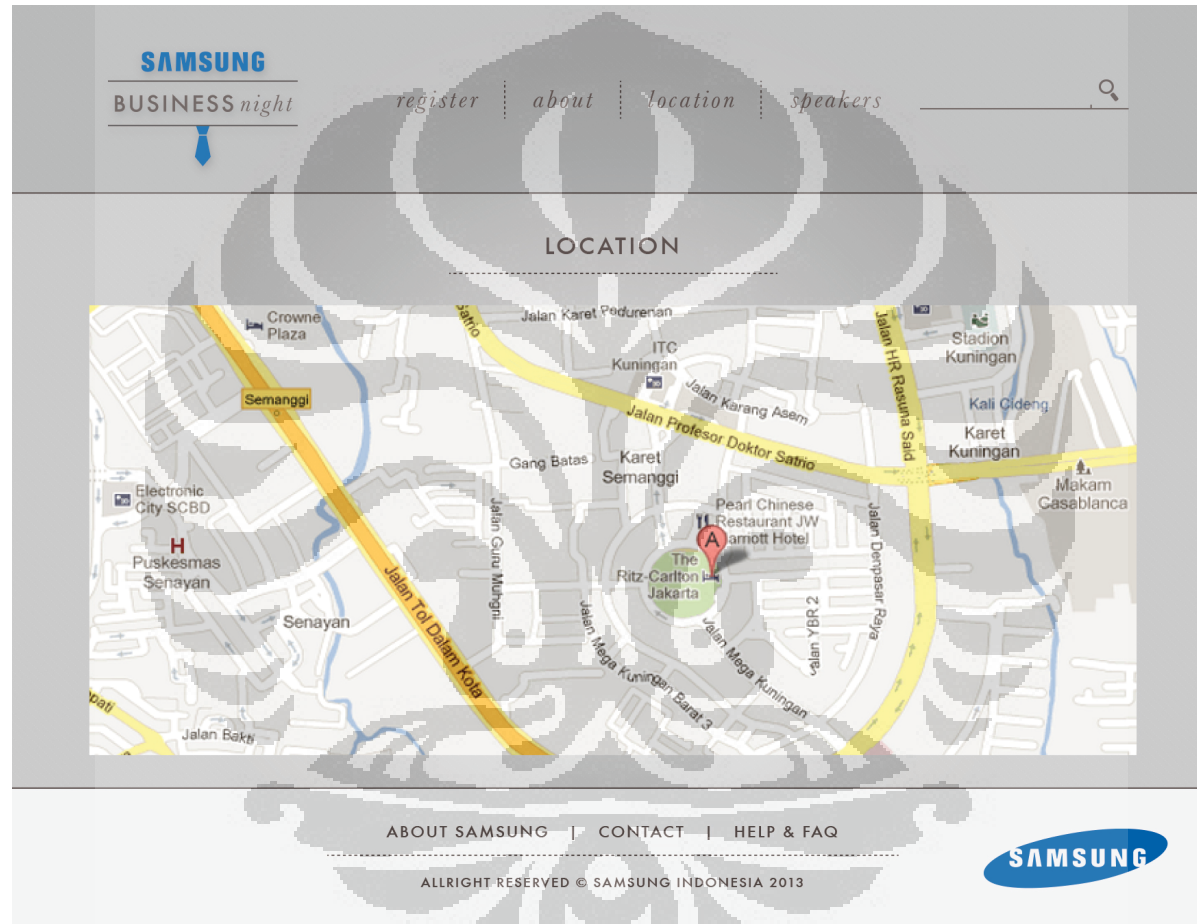 SAMSUNG
BUSINESS night
register
about
location
speakers
LOCATION
Crowne
Plaza
Satrio
Jalan Karet Pedurenan
ITC
Kuningan
Jalan Karang Asem
Jalan HR Rasuna Said
Stadion
Kuningan
Semanggi
Jalan Profesor Doktor Satrio
Kali Cideng
Karet
Kuningan
Gang Batas
Karet
Semanggi
Makam
Casablanca
Electronic
City SCBD
H
Puskesmas
Senayan
Jalan Guru Mughni
Pearl Chinese
Restaurant JW
Marriott Hotel
A
The
Ritz-Carlton
Jakarta
Jalan Denpasar Raya
Senayan
Jalan Tol Dalam Kota
Jalan Mega Kuningan Barat 3
Jalan Mega Kuningan
Jalan YBR 2
pati
Jalan Bakti
ABOUT SAMSUNG | CONTACT | HELP & FAQ
ALLRIGHT RESERVED © SAMSUNG INDONESIA 2013
SAMSUNG